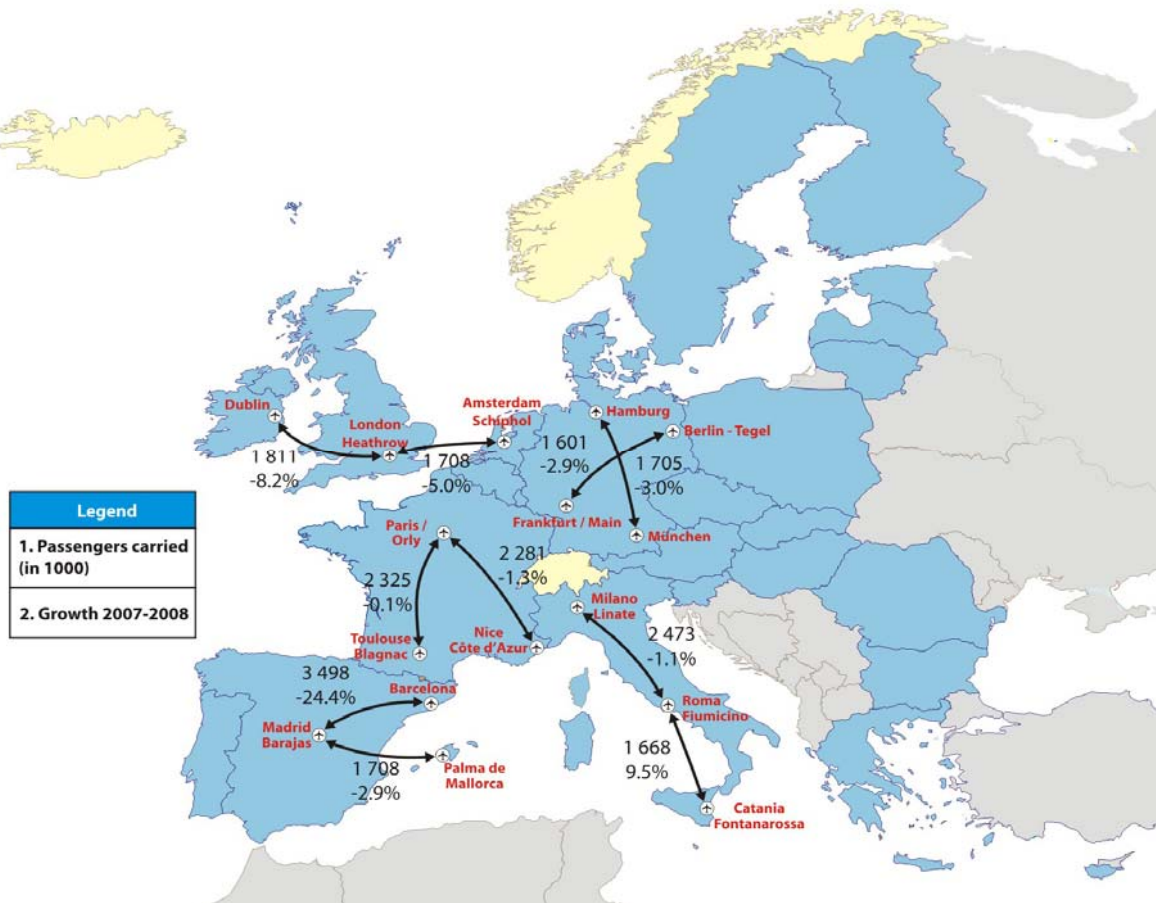 Dublin
1 811
-8.2%
London
Heathrow
Amsterdam
Schiphol
1 708
-5.0%
Hamburg
Berlin - Tegel
1 601
-2.9%
1 705
-3.0%
Frankfurt / Main
München
Legend
1. Passengers carried
(in 1000)
2. Growth 2007-2008
Paris /
Orly
2 281
-1.3%
2 325
-0.1%
Toulouse
Blagnac
Nice
Côte d'Azur
Milano
Linate
2 473
-1.1%
Roma
Fiumicino
3 498
-24.4%
Barcelona
Madrid
Barajas
1 708
-2.9%
Palma de
Mallorca
1 668
9.5%
Catania
Fontanarossa